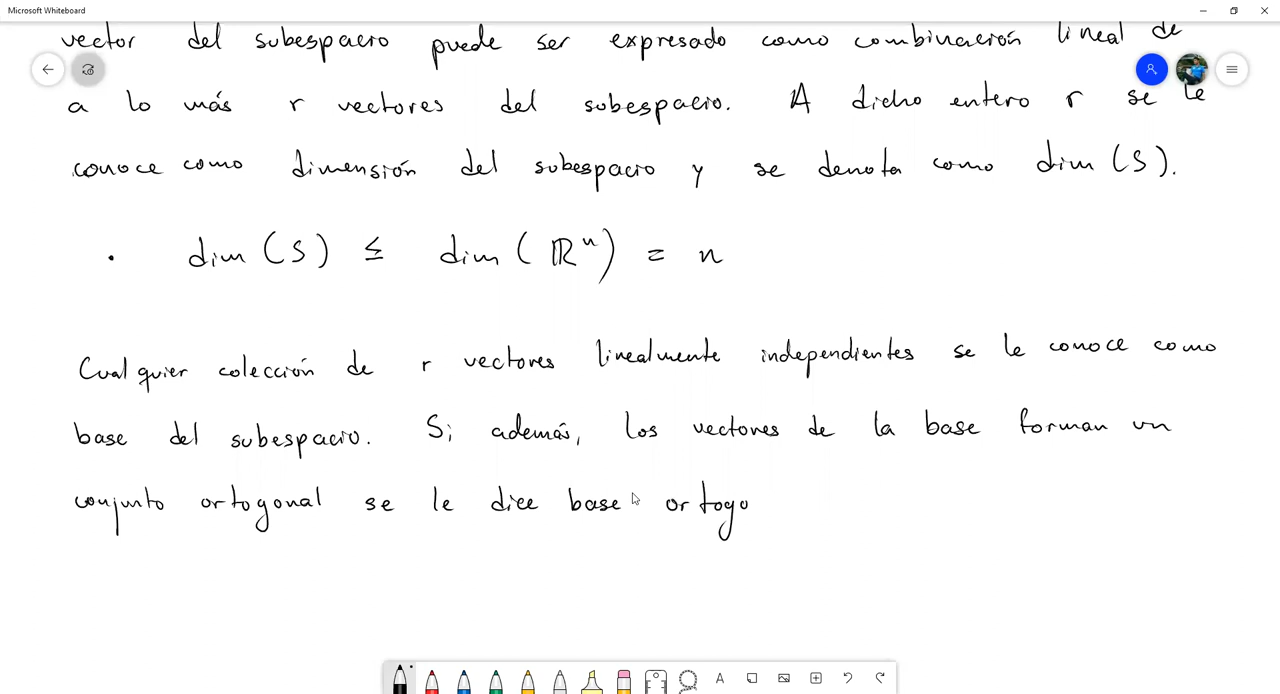 Microsoft Whiteboard
vector del subespacio puede ser expresado como combinación lineal de
a lo más r vectores del subespacio. A dicho entero r se le
conoce como dimensión del subespacio y se denota como dim (S).
· dim (S) ≤ dim (ℝⁿ) = n
Cualquier colección de r vectores linealmente independientes se le conoce como
base del subespacio. Si además, los vectores de la base forman un
conjunto ortogonal se le dice base ortogo
A